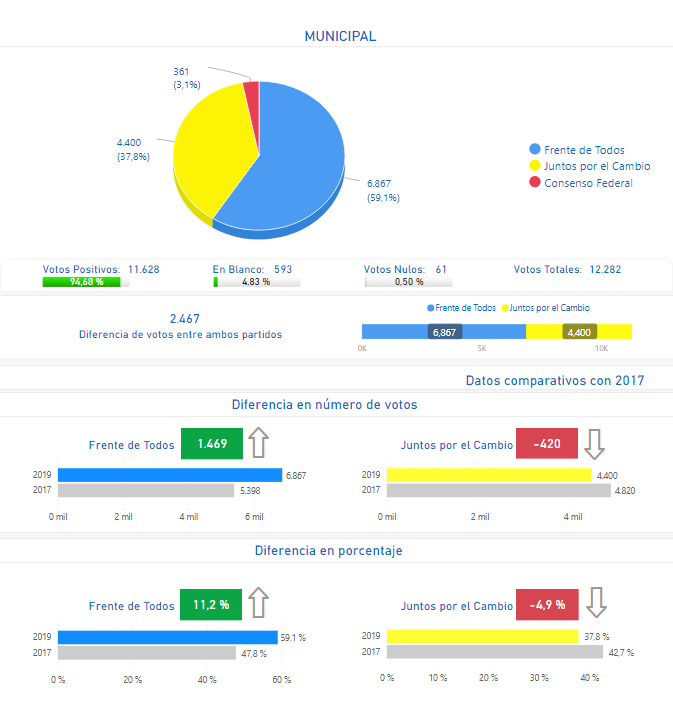 MUNICIPAL
361
(3,1%)
4.400
(37,8%)
6.867
(59,1%)
Frente de Todos
Juntos por el Cambio
Consenso Federal
Votos Positivos: 11.628
94,68 %
En Blanco: 593
4,83 %
Votos Nulos: 61
0,50 %
Votos Totales: 12.282
2.467
Diferencia de votos entre ambos partidos
Frente de Todos Juntos por el Cambio
6,867 4,400
0K 5K 10K
Datos comparativos con 2017
Diferencia en número de votos
Frente de Todos 1.469
2019 6.867
2017 5.398
0 mil 2 mil 4 mil 6 mil
Juntos por el Cambio -420
2019 4.400
2017 4.820
0 mil 2 mil 4 mil
Diferencia en porcentaje
Frente de Todos 11,2 %
2019 59,1 %
2017 47,8 %
0 % 20 % 40 % 60 %
Juntos por el Cambio -4,9 %
2019 37,8 %
2017 42,7 %
0 % 10 % 20 % 30 % 40 %